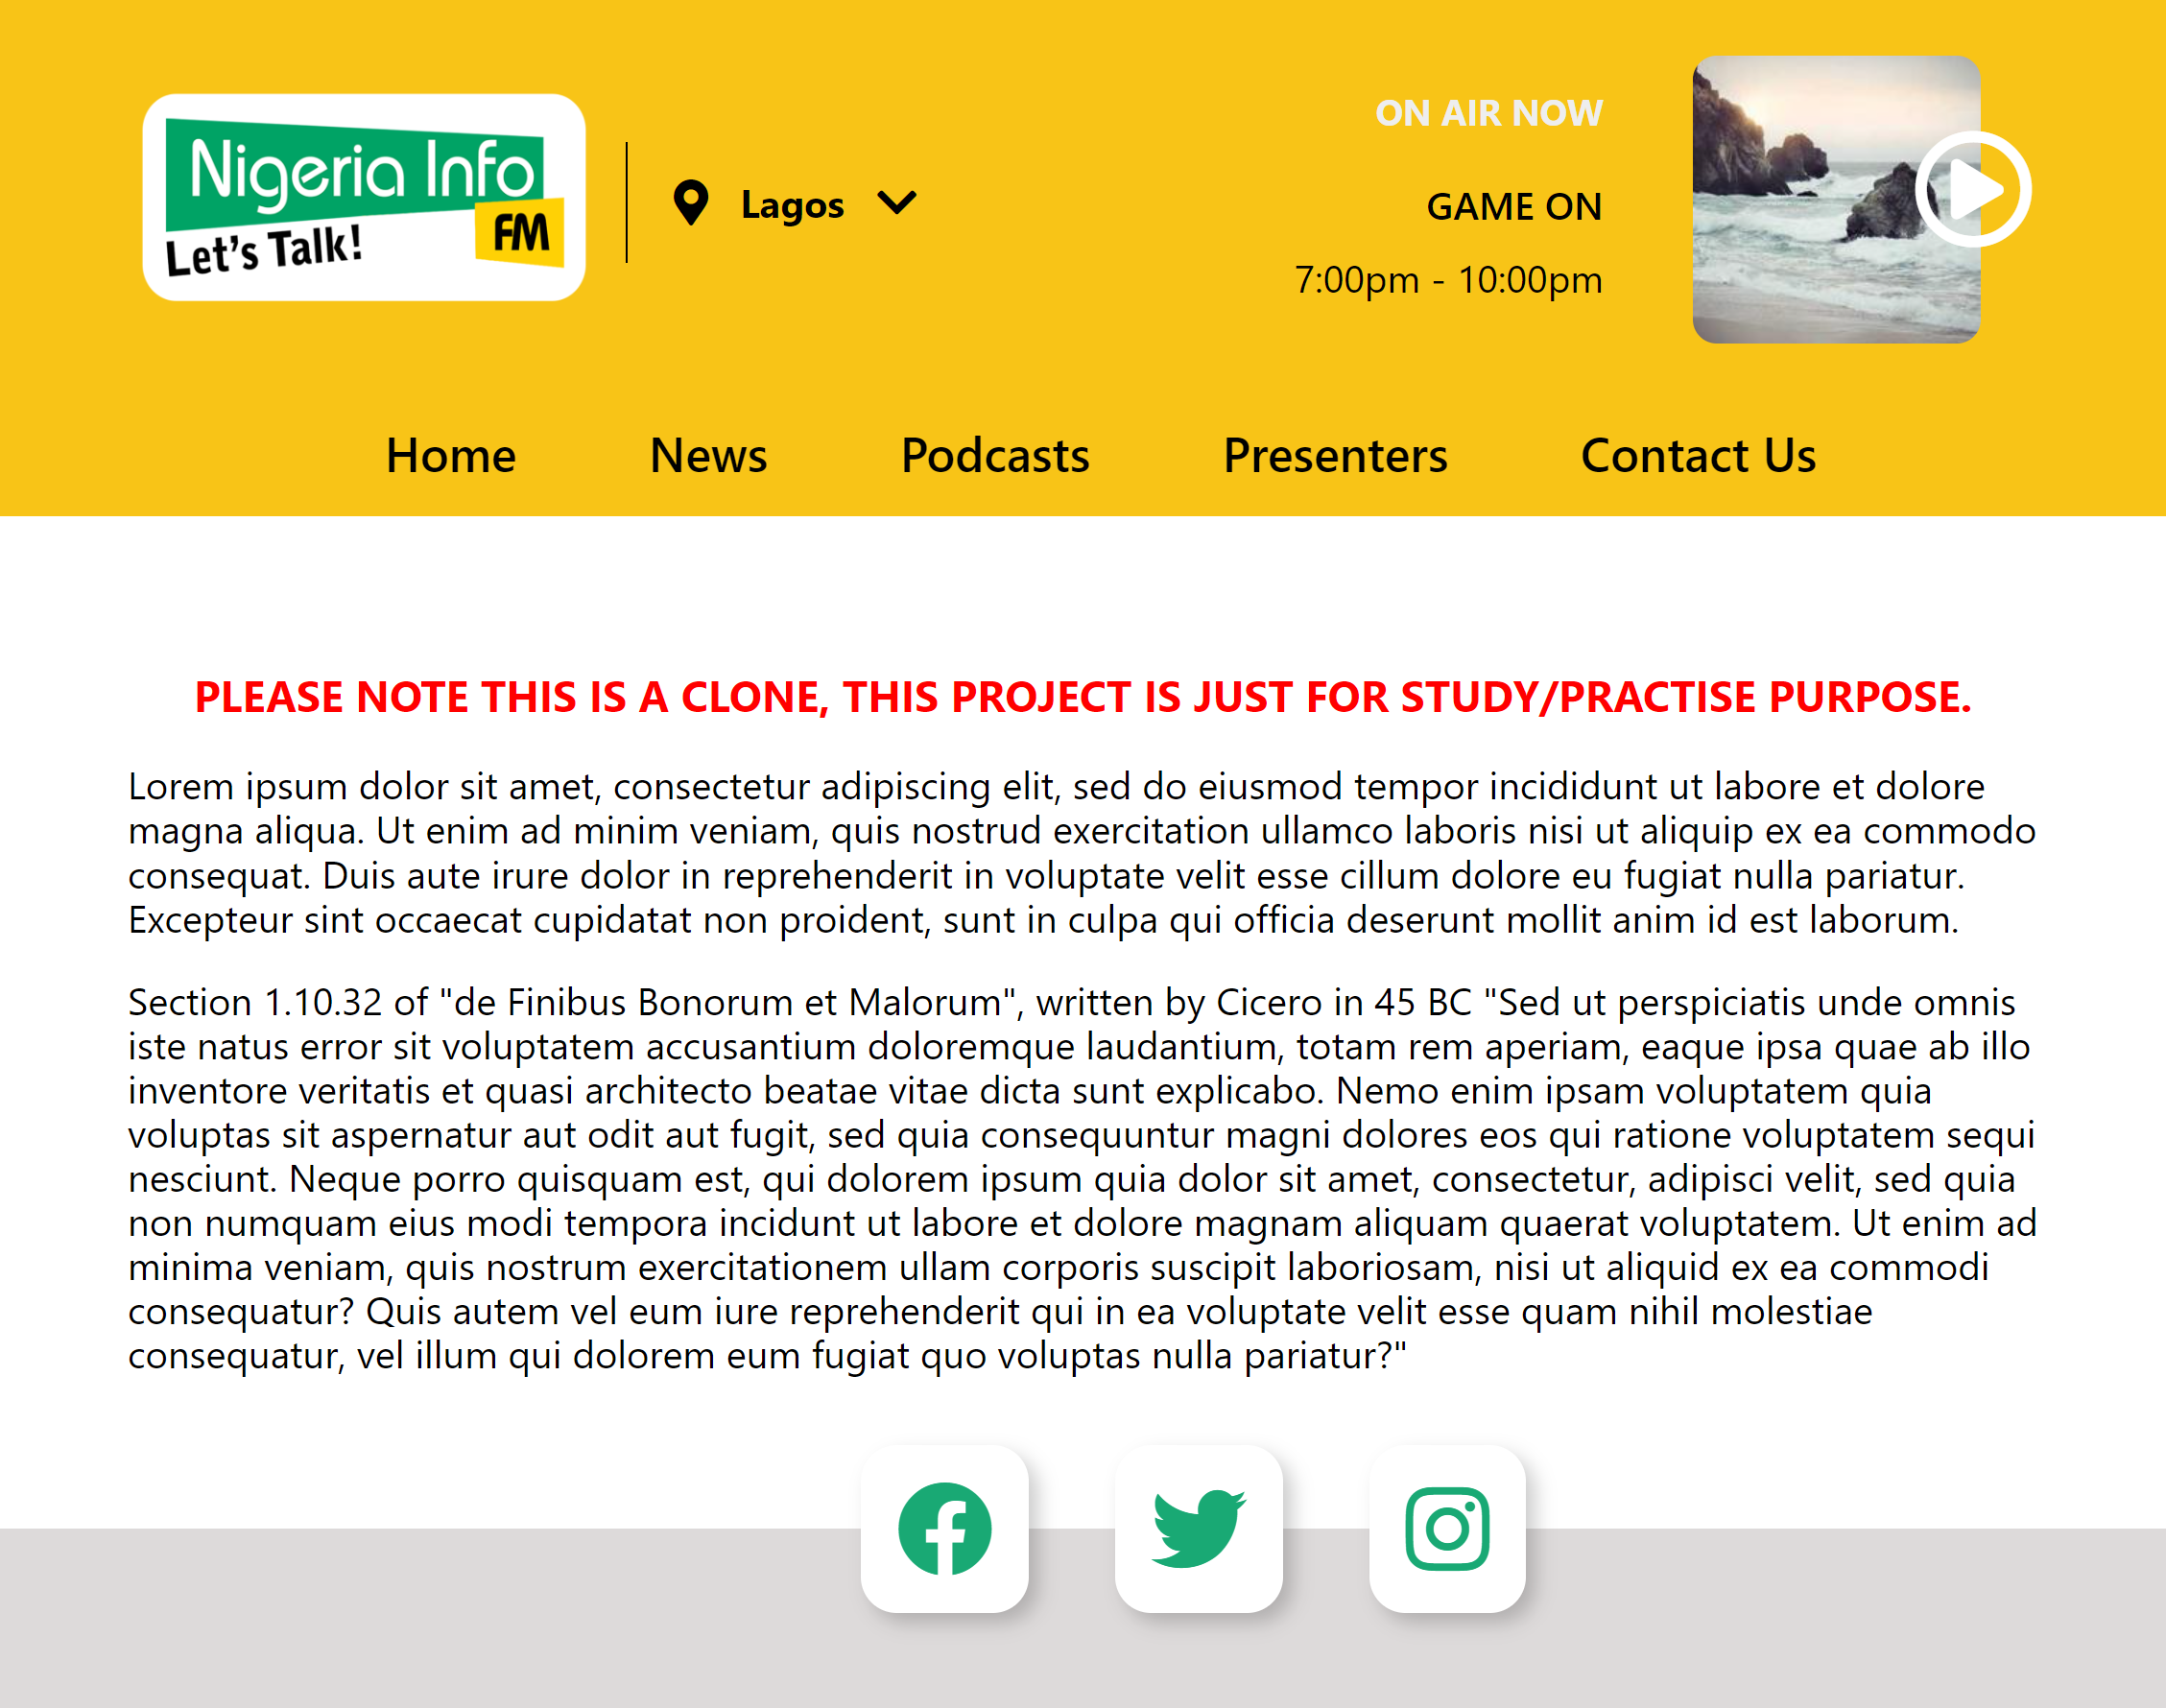 Nigeria Info
FM
Let's Talk!
Lagos
ON AIR NOW
GAME ON
7:00pm - 10:00pm
Home News Podcasts Presenters Contact Us
PLEASE NOTE THIS IS A CLONE, THIS PROJECT IS JUST FOR STUDY/PRACTISE PURPOSE.
Lorem ipsum dolor sit amet, consectetur adipiscing elit, sed do eiusmod tempor incididunt ut labore et dolore
magna aliqua. Ut enim ad minim veniam, quis nostrud exercitation ullamco laboris nisi ut aliquip ex ea commodo
consequat. Duis aute irure dolor in reprehenderit in voluptate velit esse cillum dolore eu fugiat nulla pariatur.
Excepteur sint occaecat cupidatat non proident, sunt in culpa qui officia deserunt mollit anim id est laborum.
Section 1.10.32 of "de Finibus Bonorum et Malorum", written by Cicero in 45 BC "Sed ut perspiciatis unde omnis
iste natus error sit voluptatem accusantium doloremque laudantium, totam rem aperiam, eaque ipsa quae ab illo
inventore veritatis et quasi architecto beatae vitae dicta sunt explicabo. Nemo enim ipsam voluptatem quia
voluptas sit aspernatur aut odit aut fugit, sed quia consequuntur magni dolores eos qui ratione voluptatem sequi
nesciunt. Neque porro quisquam est, qui dolorem ipsum quia dolor sit amet, consectetur, adipisci velit, sed quia
non numquam eius modi tempora incidunt ut labore et dolore magnam aliquam quaerat voluptatem. Ut enim ad
minima veniam, quis nostrum exercitationem ullam corporis suscipit laboriosam, nisi ut aliquid ex ea commodi
consequatur? Quis autem vel eum iure reprehenderit qui in ea voluptate velit esse quam nihil molestiae
consequatur, vel illum qui dolorem eum fugiat quo voluptas nulla pariatur?"